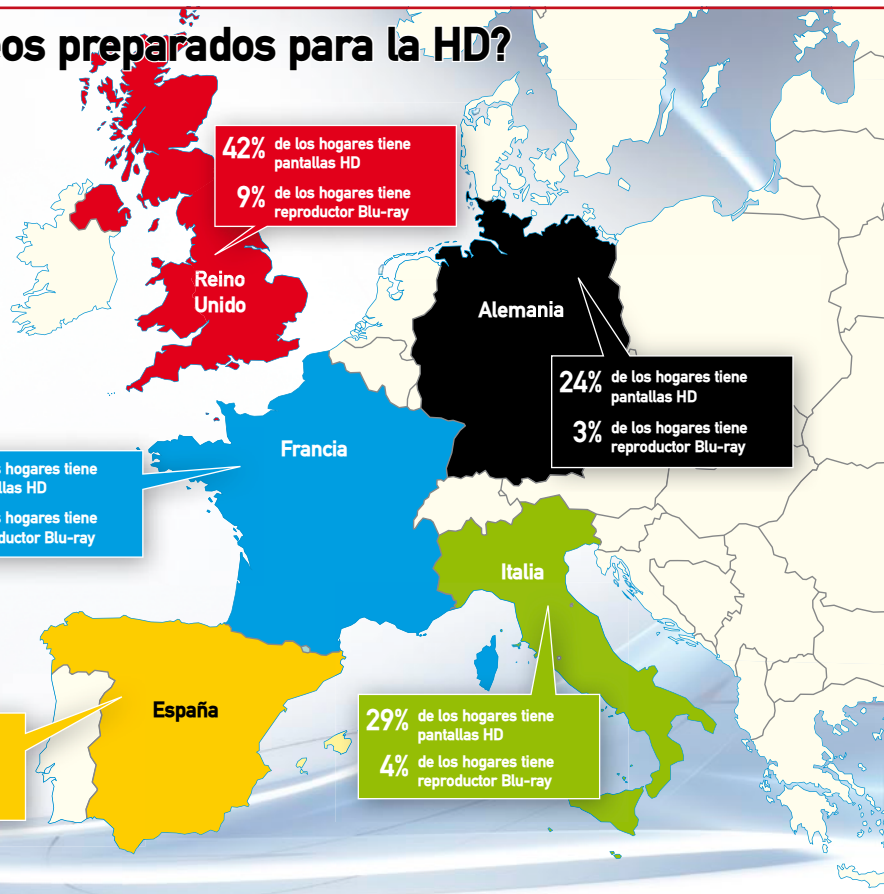 os preparados para la HD?
42% de los hogares tiene
pantallas HD
9% de los hogares tiene
reproductor Blu-ray
Reino
Unido
Alemania
24% de los hogares tiene
pantallas HD
3% de los hogares tiene
reproductor Blu-ray
Francia
hogares tiene
llas HD
hogares tiene
ductor Blu-ray
Italia
29% de los hogares tiene
pantallas HD
4% de los hogares tiene
reproductor Blu-ray
España